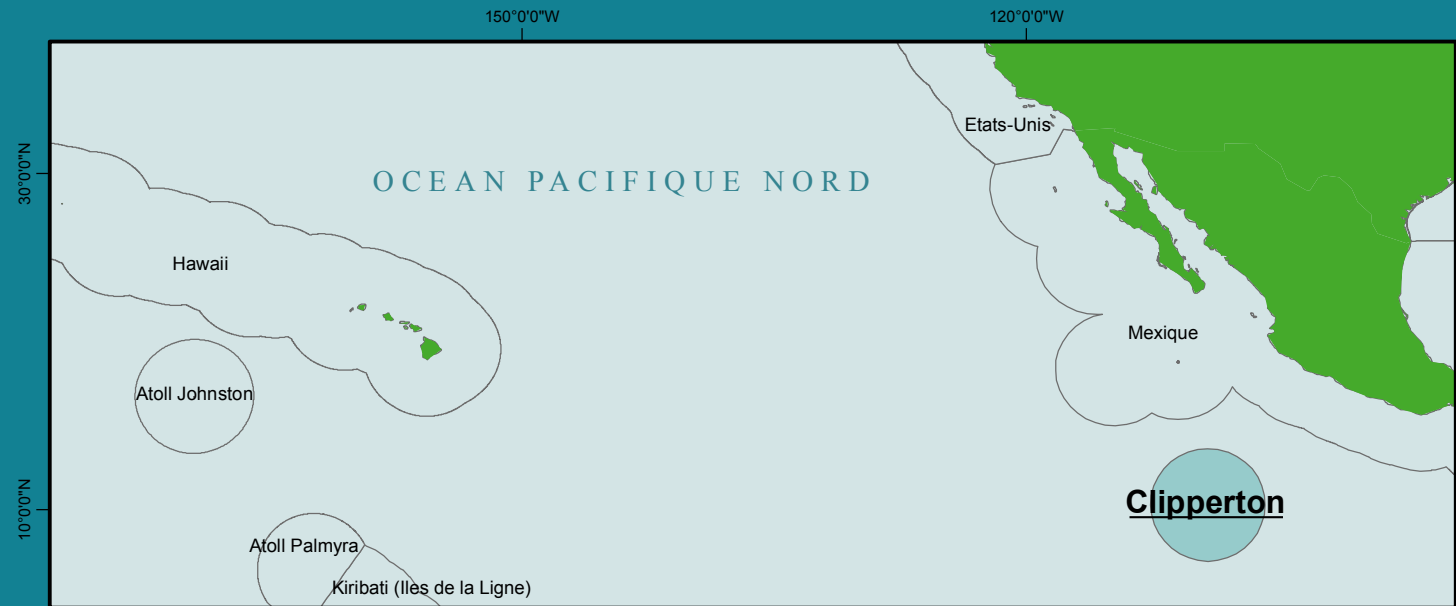 150°0'0"W
120°0'0"W
Etats-Unis
30°0'0"N
OCEAN PACIFIQUE NORD
Hawaii
Mexique
Atoll Johnston
Clipperton
10°0'0"N
Atoll Palmyra
Kiribati (Iles de la Ligne)